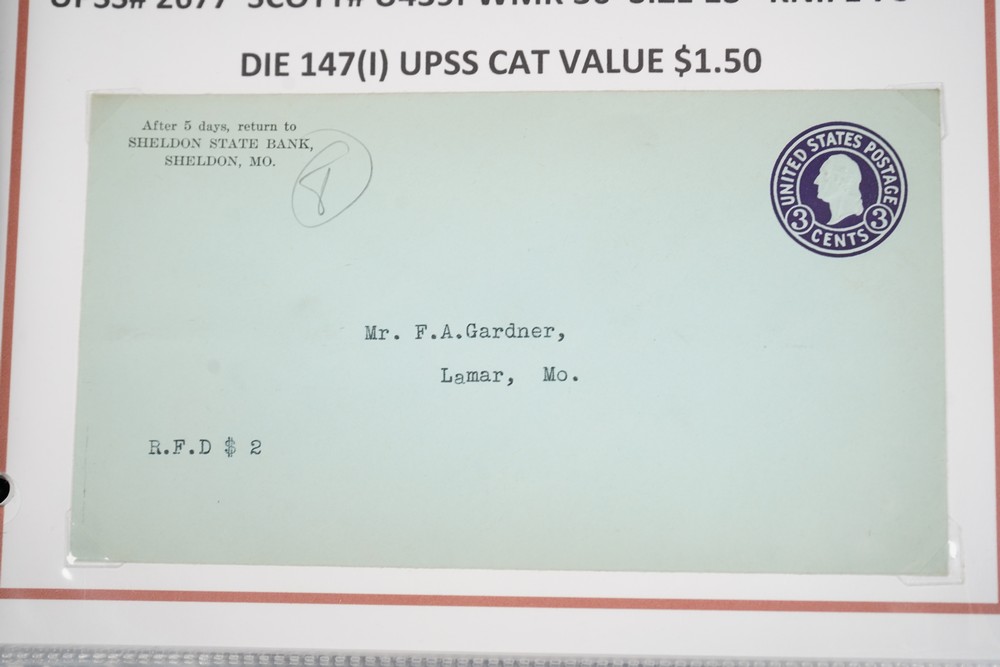 DIE 147(I) UPSS CAT VALUE $1.50
After 5 days, return to
SHELDON STATE BANK,
SHELDON, MO.
8
UNITED STATES POSTAGE
3 CENTS 3
Mr. F.A.Gardner,
Lamar, Mo.
R.F.D $ 2